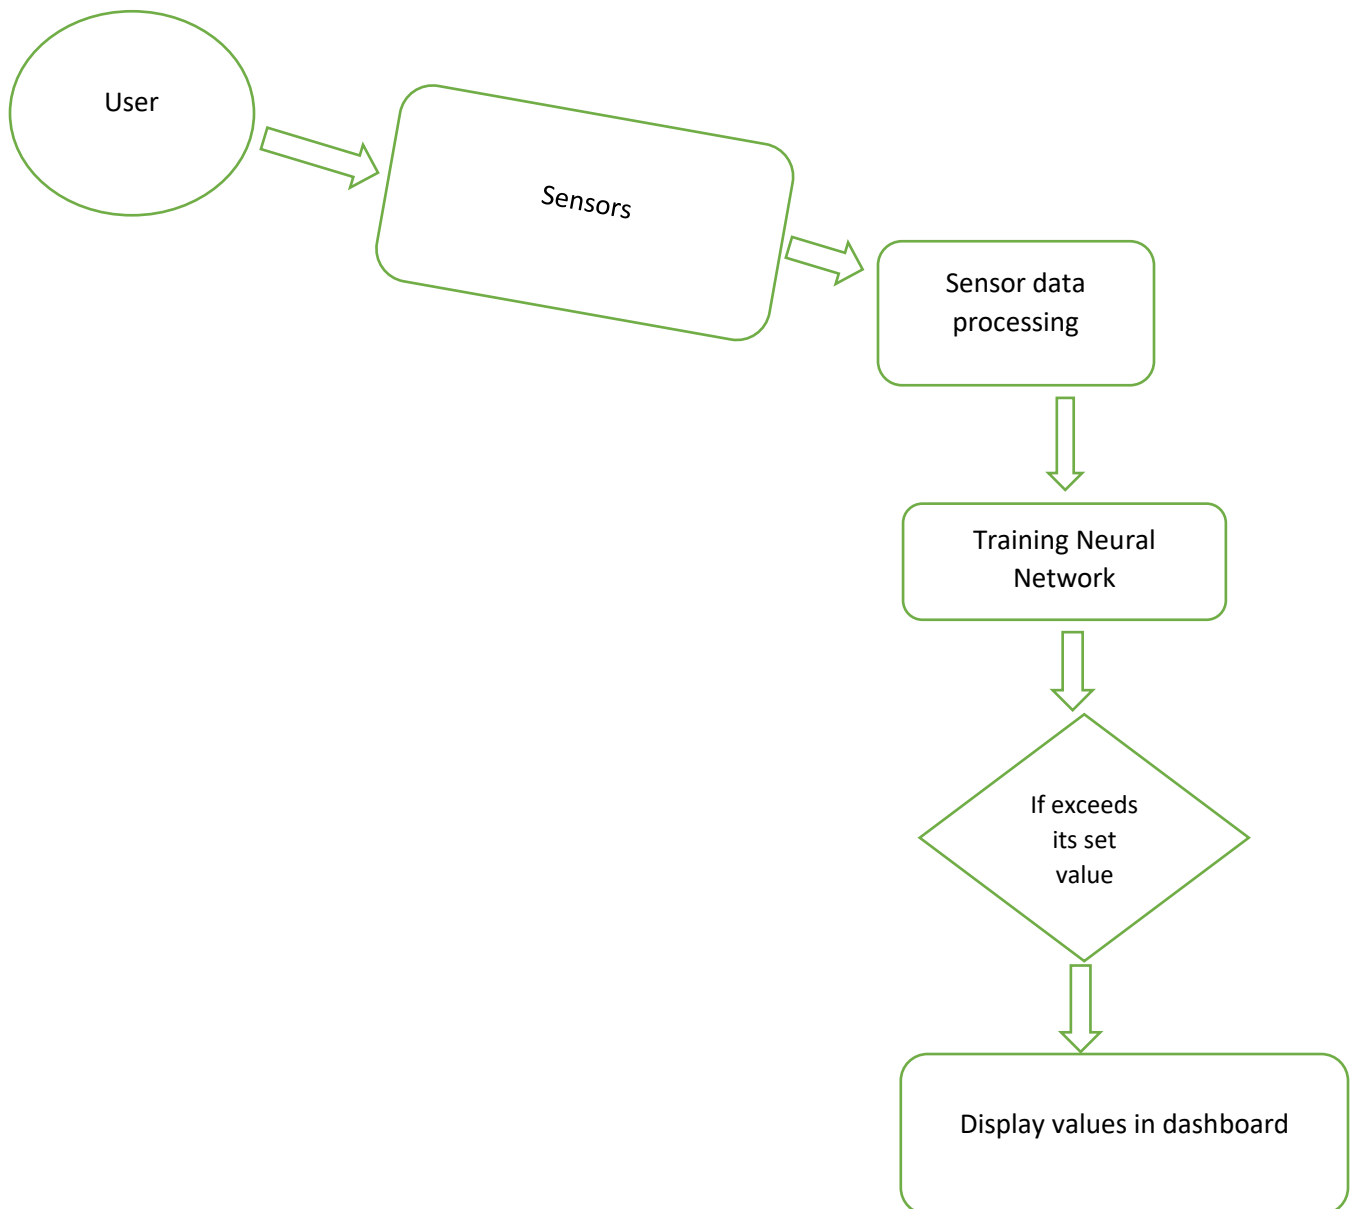 User
Sensors
Sensor data
processing
Training Neural
Network
If exceeds
its set
value
Display values in dashboard